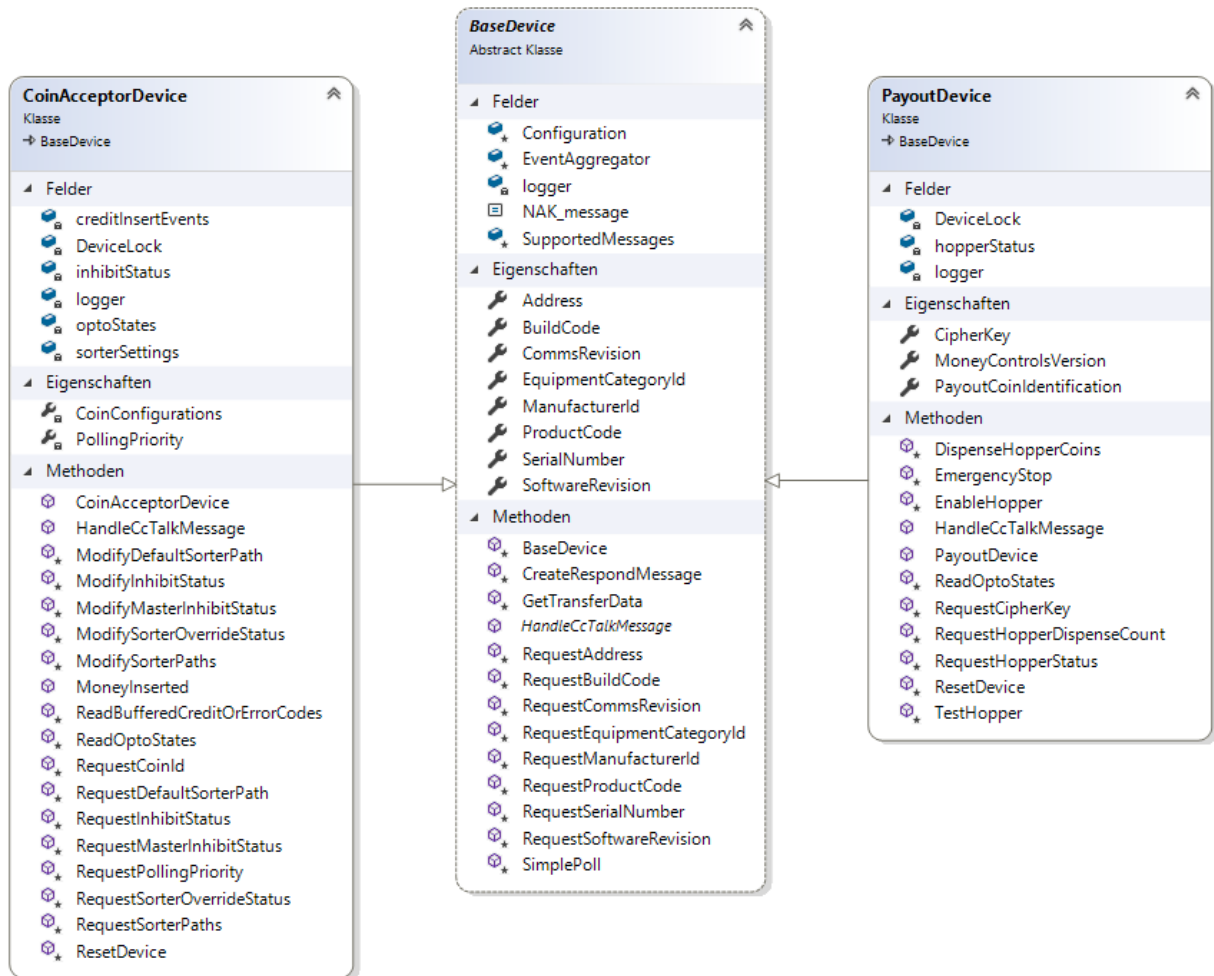 CoinAcceptorDevice
Klasse
BaseDevice
Felder
creditInsertEvents
DeviceLock
inhibitStatus
logger
optoStates
sorterSettings
Eigenschaften
CoinConfigurations
PollingPriority
Methoden
CoinAcceptorDevice
HandleCcTalkMessage
ModifyDefaultSorterPath
ModifyInhibitStatus
ModifyMasterInhibitStatus
ModifySorterOverrideStatus
ModifySorterPaths
MoneyInserted
ReadBufferedCreditOrErrorCodes
ReadOptoStates
RequestCoinId
RequestDefaultSorterPath
RequestInhibitStatus
RequestMasterInhibitStatus
RequestPollingPriority
RequestSorterOverrideStatus
RequestSorterPaths
ResetDevice
BaseDevice
Abstract Klasse
Felder
Configuration
EventAggregator
logger
NAK_message
SupportedMessages
Eigenschaften
Address
BuildCode
CommsRevision
EquipmentCategoryId
ManufacturerId
ProductCode
SerialNumber
SoftwareRevision
Methoden
BaseDevice
CreateRespondMessage
GetTransferData
HandleCcTalkMessage
RequestAddress
RequestBuildCode
RequestCommsRevision
RequestEquipmentCategoryId
RequestManufacturerId
RequestProductCode
RequestSerialNumber
RequestSoftwareRevision
SimplePoll
PayoutDevice
Klasse
BaseDevice
Felder
DeviceLock
hopperStatus
logger
Eigenschaften
CipherKey
MoneyControlsVersion
PayoutCoinIdentification
Methoden
DispenseHopperCoins
EmergencyStop
EnableHopper
HandleCcTalkMessage
PayoutDevice
ReadOptoStates
RequestCipherKey
RequestHopperDispenseCount
RequestHopperStatus
ResetDevice
TestHopper